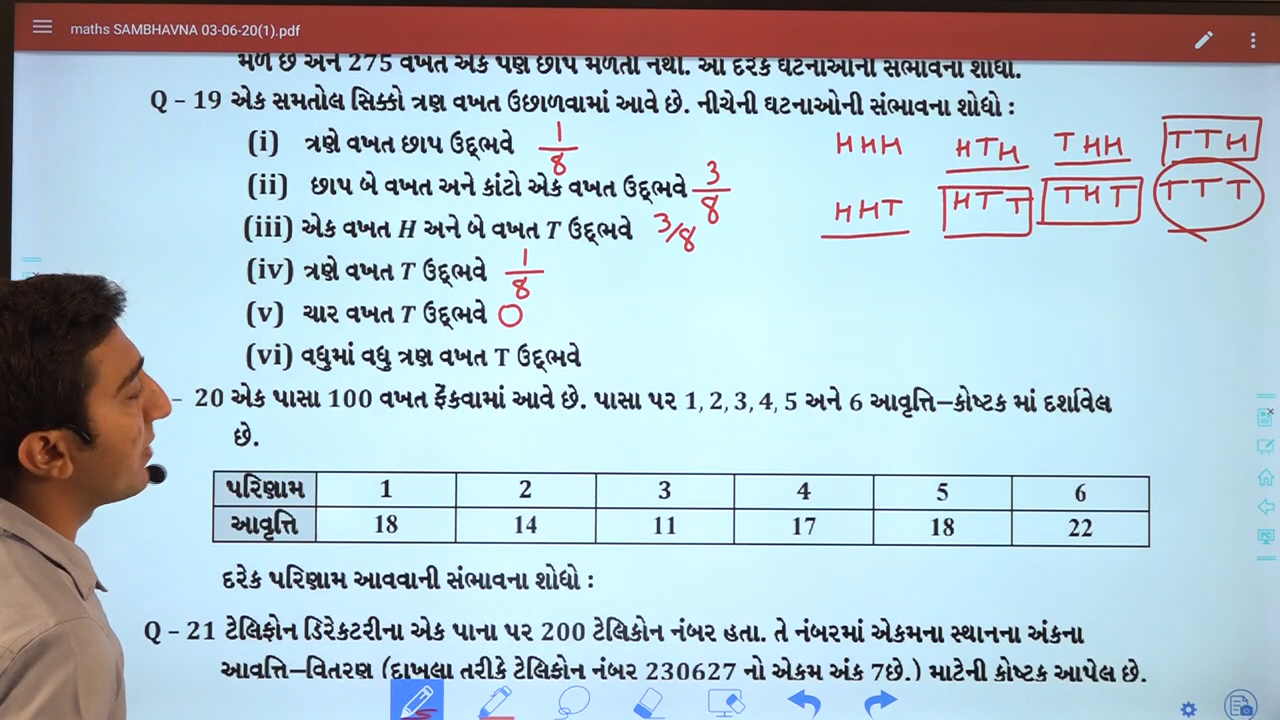 maths SAMBHAVNA 03-06-20(1).pdf
મળે છે અને 275 વખત એક પણ છાપ મળતી નથી. આ દરેક ઘટનાઓની સંભાવના શોધો.
Q – 19 એક સમતોલ સિક્કો ત્રણ વખત ઉછાળવામાં આવે છે. નીચેની ઘટનાઓની સંભાવના શોધો :
(i) ત્રણે વખત છાપ ઉદ્ભવે 1/8
HHH HTH THH TTH
(ii) છાપ બે વખત અને કાંટો એક વખત ઉદ્ભવે 3/8
HHT HTT THT TTT
(iii) એક વખત H અને બે વખત T ઉદ્ભવે 3/8
(iv) ત્રણે વખત T ઉદ્ભવે 1/8
(v) ચાર વખત T ઉદ્ભવે 0
(vi) વધુમાં વધુ ત્રણ વખત T ઉદ્ભવે
– 20 એક પાસા 100 વખત ફેંકવામાં આવે છે. પાસા પર 1, 2, 3, 4, 5 અને 6 આવૃત્તિ–કોષ્ટક માં દર્શાવેલ
છે.
પરિણામ 1 2 3 4 5 6
આવૃત્તિ 18 14 11 17 18 22
દરેક પરિણામ આવવાની સંભાવના શોધો :
Q – 21 ટેલિફોન ડિરેક્ટરીના એક પાના પર 200 ટેલિકોન નંબર હતા. તે નંબરમાં એકમના સ્થાનના અંકના
આવત્તિ–વિતરણ (દાખલા તરીકે ટેલિકોન નંબર 230627 નો એકમ અંક 7છે.) માટેની કોષ્ટક આપેલ છે.